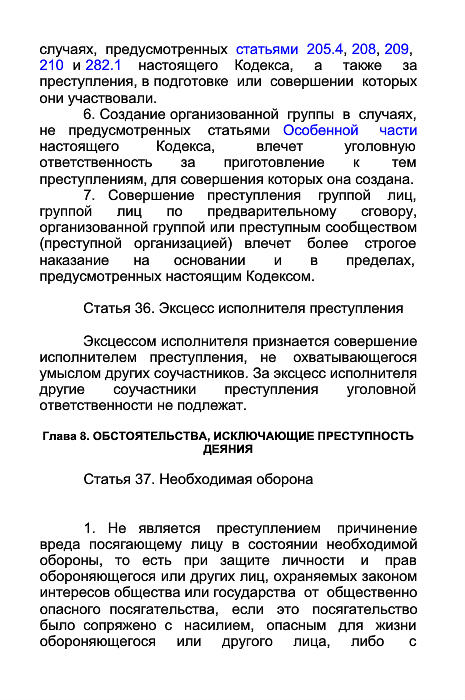 случаях, предусмотренных статьями 205.4, 208, 209,
210 и 282.1 настоящего Кодекса, а также за
преступления, в подготовке или совершении которых
они участвовали.
6. Создание организованной группы в случаях,
не предусмотренных статьями Особенной части
настоящего Кодекса, влечет уголовную
ответственность за приготовление к тем
преступлениям, для совершения которых она создана.
7. Совершение преступления группой лиц,
группой лиц по предварительному сговору,
организованной группой или преступным сообществом
(преступной организацией) влечет более строгое
наказание на основании и в пределах,
предусмотренных настоящим Кодексом.
Статья 36. Эксцесс исполнителя преступления
Эксцессом исполнителя признается совершение
исполнителем преступления, не охватывающегося
умыслом других соучастников. За эксцесс исполнителя
другие соучастники преступления уголовной
ответственности не подлежат.
Глава 8. ОБСТОЯТЕЛЬСТВА, ИСКЛЮЧАЮЩИЕ ПРЕСТУПНОСТЬ
ДЕЯНИЯ
Статья 37. Необходимая оборона
1. Не является преступлением причинение
вреда посягающему лицу в состоянии необходимой
обороны, то есть при защите личности и прав
обороняющегося или других лиц, охраняемых законом
интересов общества или государства от общественно
опасного посягательства, если это посягательство
было сопряжено с насилием, опасным для жизни
обороняющегося или другого лица, либо с